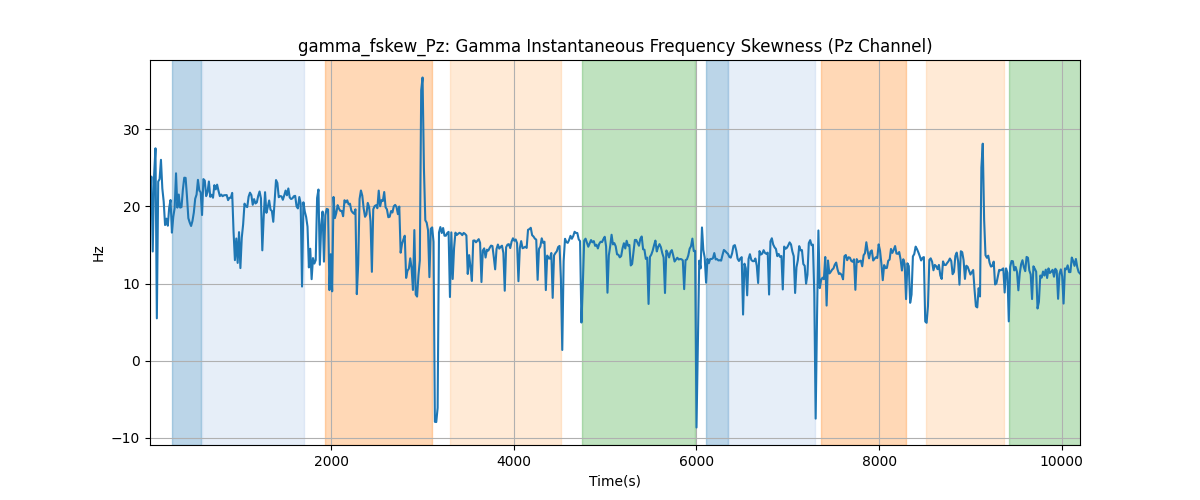 gamma_fskew_Pz: Gamma Instantaneous Frequency Skewness (Pz Channel)
Hz
30
20
10
0
−10
2000 4000 6000 8000 10000
Time(s)